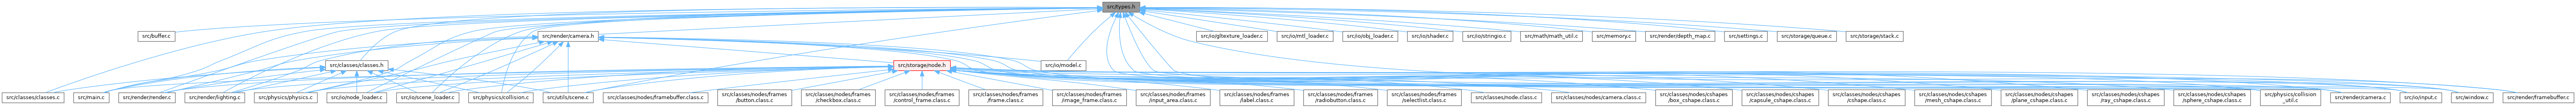 src/types.h
src/buffer.c
src/render/camera.h
src/io/gltexture_loader.c
src/io/mtl_loader.c
src/io/obj_loader.c
src/io/shader.c
src/io/stringio.c
src/math/math_util.c
src/memory.c
src/render/depth_map.c
src/settings.c
src/storage/queue.c
src/storage/stack.c
src/classes/classes.h
src/storage/node.h
src/io/model.c
src/classes/classes.c
src/main.c
src/render/render.c
src/render/lighting.c
src/physics/physics.c
src/io/node_loader.c
src/io/scene_loader.c
src/physics/collision.c
src/utils/scene.c
src/classes/nodes/framebuffer.class.c
src/classes/nodes/frames
/button.class.c
src/classes/nodes/frames
/checkbox.class.c
src/classes/nodes/frames
/control_frame.class.c
src/classes/nodes/frames
/frame.class.c
src/classes/nodes/frames
/image_frame.class.c
src/classes/nodes/frames
/input_area.class.c
src/classes/nodes/frames
/label.class.c
src/classes/nodes/frames
/radiobutton.class.c
src/classes/nodes/frames
/selectlist.class.c
src/classes/node.class.c
src/classes/nodes/camera.class.c
src/classes/nodes/cshapes
/box_cshape.class.c
src/classes/nodes/cshapes
/capsule_cshape.class.c
src/classes/nodes/cshapes
/cshape.class.c
src/classes/nodes/cshapes
/mesh_cshape.class.c
src/classes/nodes/cshapes
/plane_cshape.class.c
src/classes/nodes/cshapes
/ray_cshape.class.c
src/classes/nodes/cshapes
/sphere_cshape.class.c
src/physics/collision
_util.c
src/render/camera.c
src/io/input.c
src/window.c
src/render/framebuffer.c